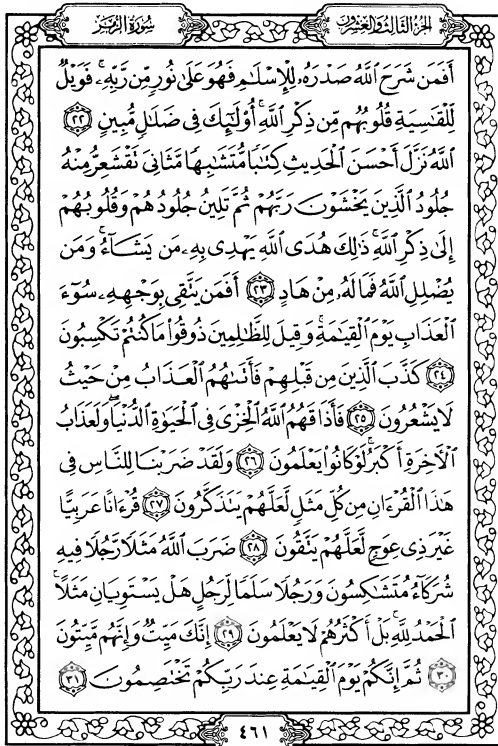 الجزء الثالث والعشرون
سورة الزمر
أَفَمَن شَرَحَ ٱللَّهُ صَدْرَهُۥ لِلْإِسْلَـٰمِ فَهُوَ عَلَىٰ نُورٍ مِّن رَّبِّهِۦ ۚ فَوَيْلٌ
لِّلْقَـٰسِيَةِ قُلُوبُهُم مِّن ذِكْرِ ٱللَّهِ ۚ أُو۟لَـٰٓئِكَ فِى ضَلَـٰلٍ مُّبِينٍ ٢٢
ٱللَّهُ نَزَّلَ أَحْسَنَ ٱلْحَدِيثِ كِتَـٰبًا مُّتَشَـٰبِهًا مَّثَانِىَ تَقْشَعِرُّ مِنْهُ
جُلُودُ ٱلَّذِينَ يَخْشَوْنَ رَبَّهُمْ ثُمَّ تَلِينُ جُلُودُهُمْ وَقُلُوبُهُمْ
إِلَىٰ ذِكْرِ ٱللَّهِ ۚ ذَٰلِكَ هُدَى ٱللَّهِ يَهْدِى بِهِۦ مَن يَشَآءُ ۚ وَمَن
يُضْلِلِ ٱللَّهُ فَمَا لَهُۥ مِنْ هَادٍ ٢٣ أَفَمَن يَتَّقِى بِوَجْهِهِۦ سُوٓءَ
ٱلْعَذَابِ يَوْمَ ٱلْقِيَـٰمَةِ ۚ وَقِيلَ لِلظَّـٰلِمِينَ ذُوقُوا۟ مَا كُنتُمْ تَكْسِبُونَ
٢٤ كَذَّبَ ٱلَّذِينَ مِن قَبْلِهِمْ فَأَتَىٰهُمُ ٱلْعَذَابُ مِنْ حَيْثُ
لَا يَشْعُرُونَ ٢٥ فَأَذَاقَهُمُ ٱللَّهُ ٱلْخِزْىَ فِى ٱلْحَيَوٰةِ ٱلدُّنْيَا ۖ وَلَعَذَابُ
ٱلْـَٔاخِرَةِ أَكْبَرُ ۚ لَوْ كَانُوا۟ يَعْلَمُونَ ٢٦ وَلَقَدْ ضَرَبْنَا لِلنَّاسِ فِى
هَـٰذَا ٱلْقُرْءَانِ مِن كُلِّ مَثَلٍ لَّعَلَّهُمْ يَتَذَكَّرُونَ ٢٧ قُرْءَانًا عَرَبِيًّا
غَيْرَ ذِى عِوَجٍ لَّعَلَّهُمْ يَتَّقُونَ ٢٨ ضَرَبَ ٱللَّهُ مَثَلًا رَّجُلًا فِيهِ
شُرَكَآءُ مُتَشَـٰكِسُونَ وَرَجُلًا سَلَمًا لِّرَجُلٍ هَلْ يَسْتَوِيَانِ مَثَلًا ۚ
ٱلْحَمْدُ لِلَّهِ ۚ بَلْ أَكْثَرُهُمْ لَا يَعْلَمُونَ ٢٩ إِنَّكَ مَيِّتٌ وَإِنَّهُم مَّيِّتُونَ
٣٠ ثُمَّ إِنَّكُمْ يَوْمَ ٱلْقِيَـٰمَةِ عِندَ رَبِّكُمْ تَخْتَصِمُونَ ٣١
٤٦١